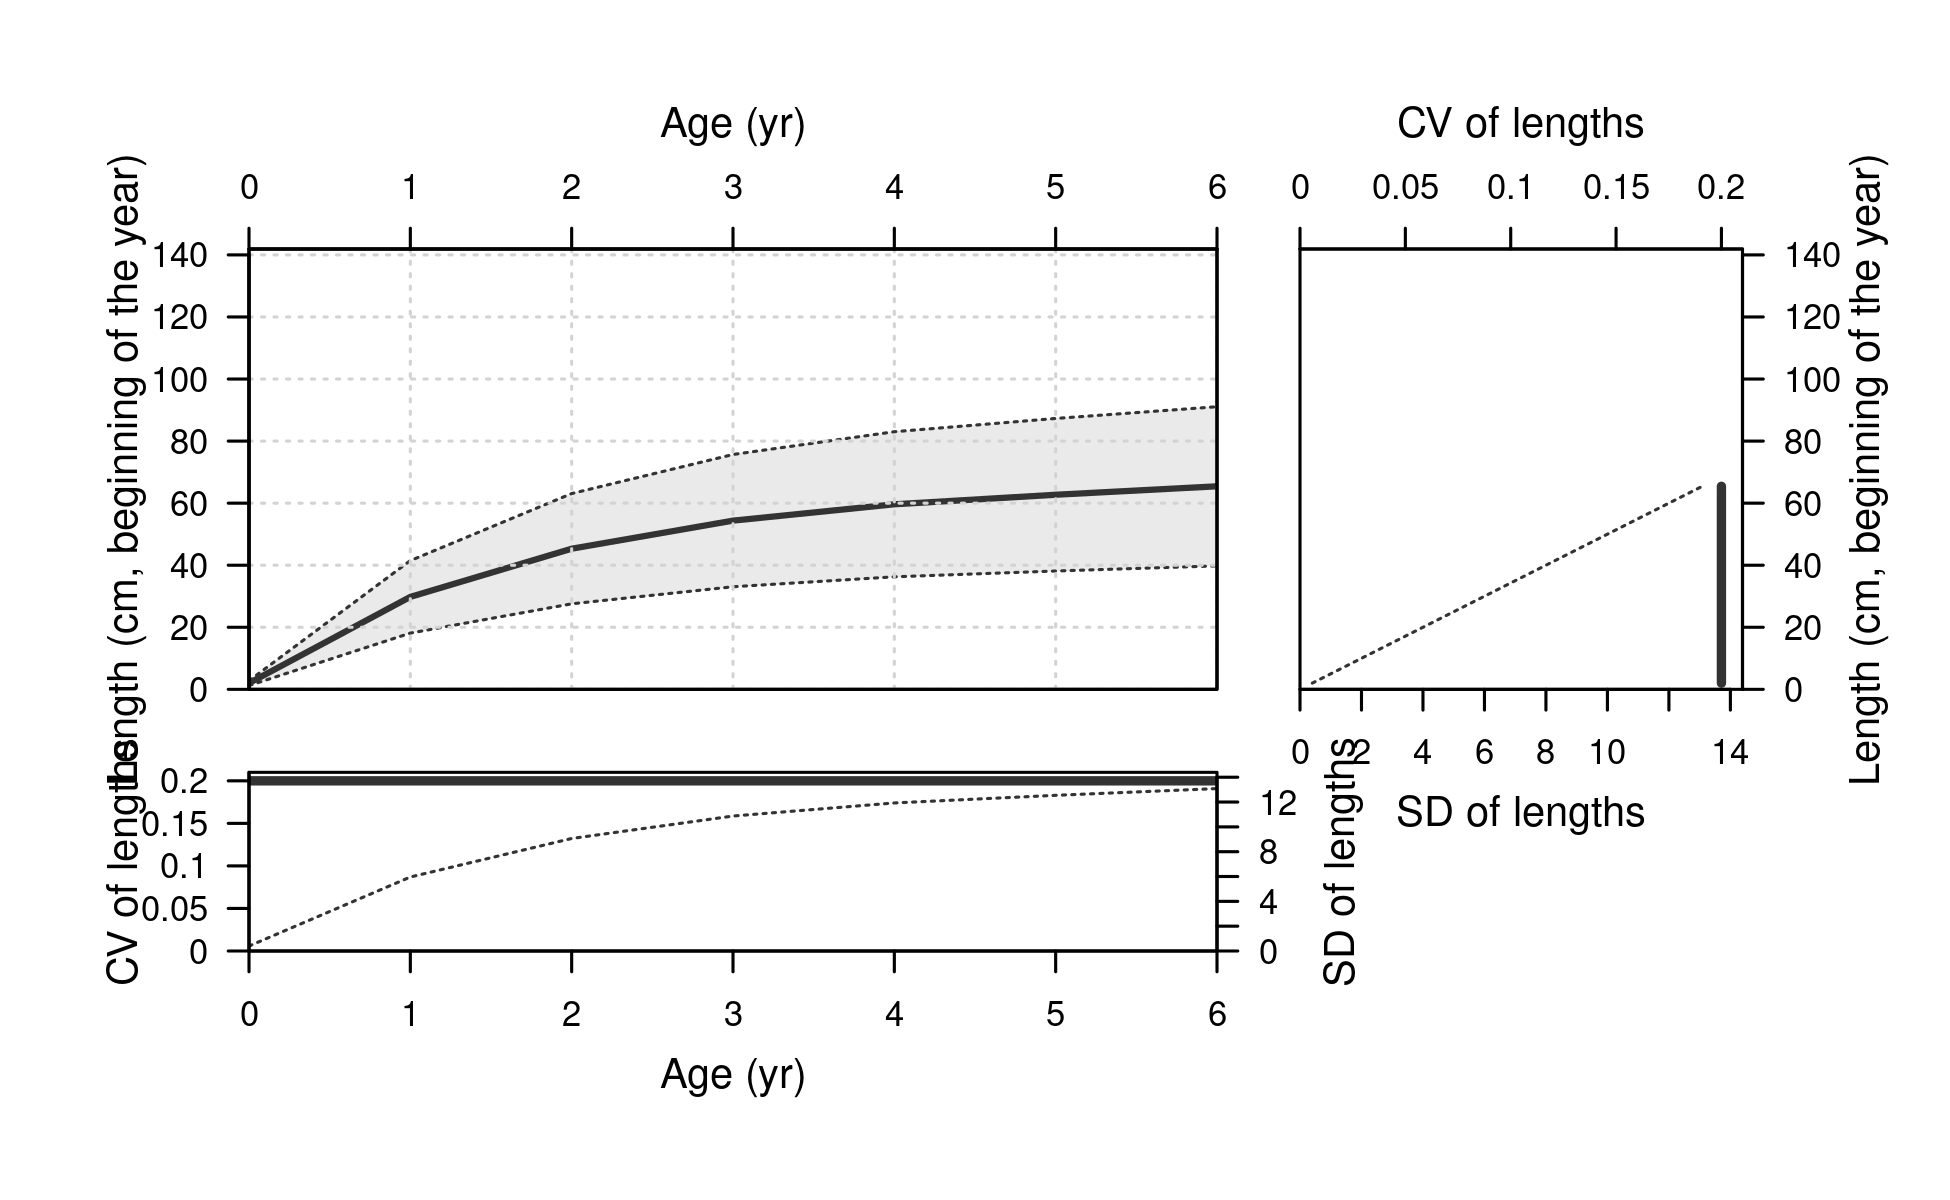 Age (yr)
CV of lengths
0 1 2 3 4 5 6
0 0.05 0.1 0.15 0.2
Length (cm, beginning of the year)
140
120
100
80
60
40
20
0
140
120
100
80
60
40
20
0
Length (cm, beginning of the year)
0 2 4 6 8 10 14
SD of lengths
CV of lengths
0.2
0.15
0.1
0.05
0
12
8
4
0
SD of lengths
0 1 2 3 4 5 6
Age (yr)